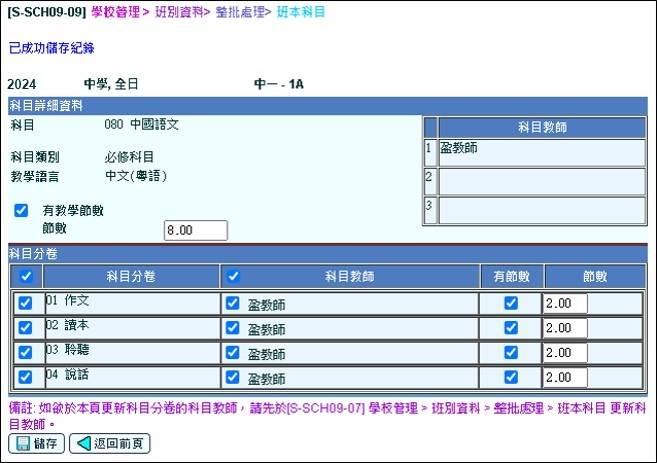 [S-SCH09-09] 學校管理 > 班別資料> 整批處理> 班本科目
已成功儲存紀錄
2024 中學, 全日 中一 - 1A
科目詳細資料
科目 080 中國語文
科目類別 必修科目
教學語言 中文(粵語)
有教學節數
節數 8.00
科目教師
1 盈教師
2
3
科目分卷
科目分卷 科目教師 有節數 節數
01 作文 盈教師 2.00
02 讀本 盈教師 2.00
03 聆聽 盈教師 2.00
04 說話 盈教師 2.00
備註: 如欲於本頁更新科目分卷的科目教師，請先於[S-SCH09-07] 學校管理 > 班別資料 > 整批處理 > 班本科目 更新科
目教師。
儲存 返回前頁